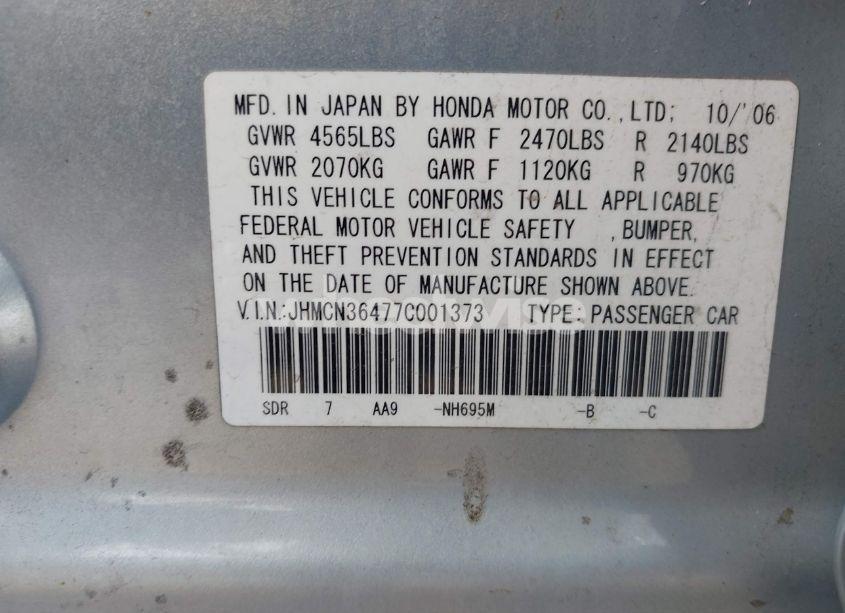 MFD. IN JAPAN BY HONDA MOTOR CO.,LTD; 10/'06
GVWR 4565LBS GAWR F 2470LBS R 2140LBS
GVWR 2070KG GAWR F 1120KG R 970KG
THIS VEHICLE CONFORMS TO ALL APPLICABLE
FEDERAL MOTOR VEHICLE SAFETY ,BUMPER,
AND THEFT PREVENTION STANDARDS IN EFFECT
ON THE DATE OF MANUFACTURE SHOWN ABOVE.
V.I.N.:JHMCN36477C001373 TYPE:PASSENGER CAR
SDR 7 AA9 -NH695M -B -C